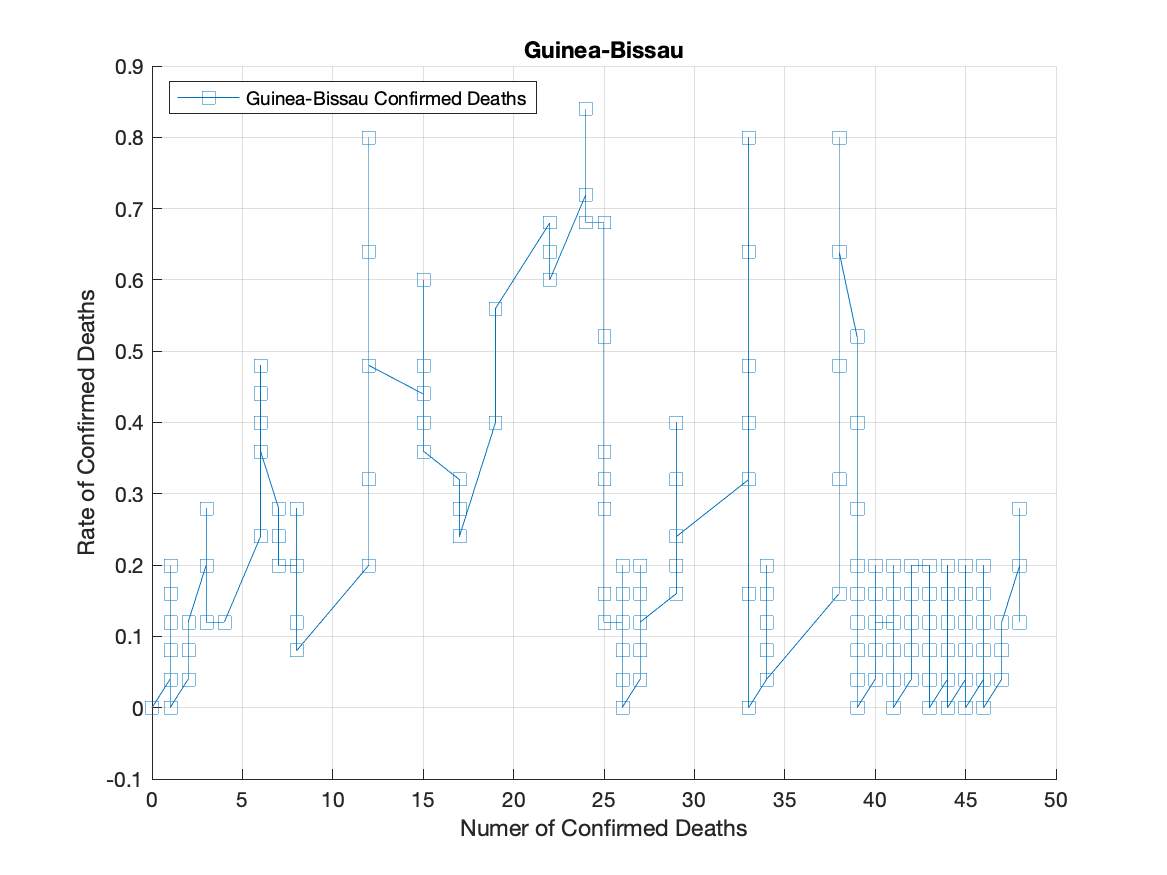 Guinea-Bissau
Guinea-Bissau Confirmed Deaths
Rate of Confirmed Deaths
0.9
0.8
0.7
0.6
0.5
0.4
0.3
0.2
0.1
0
-0.1
0 5 10 15 20 25 30 35 40 45 50
Numer of Confirmed Deaths